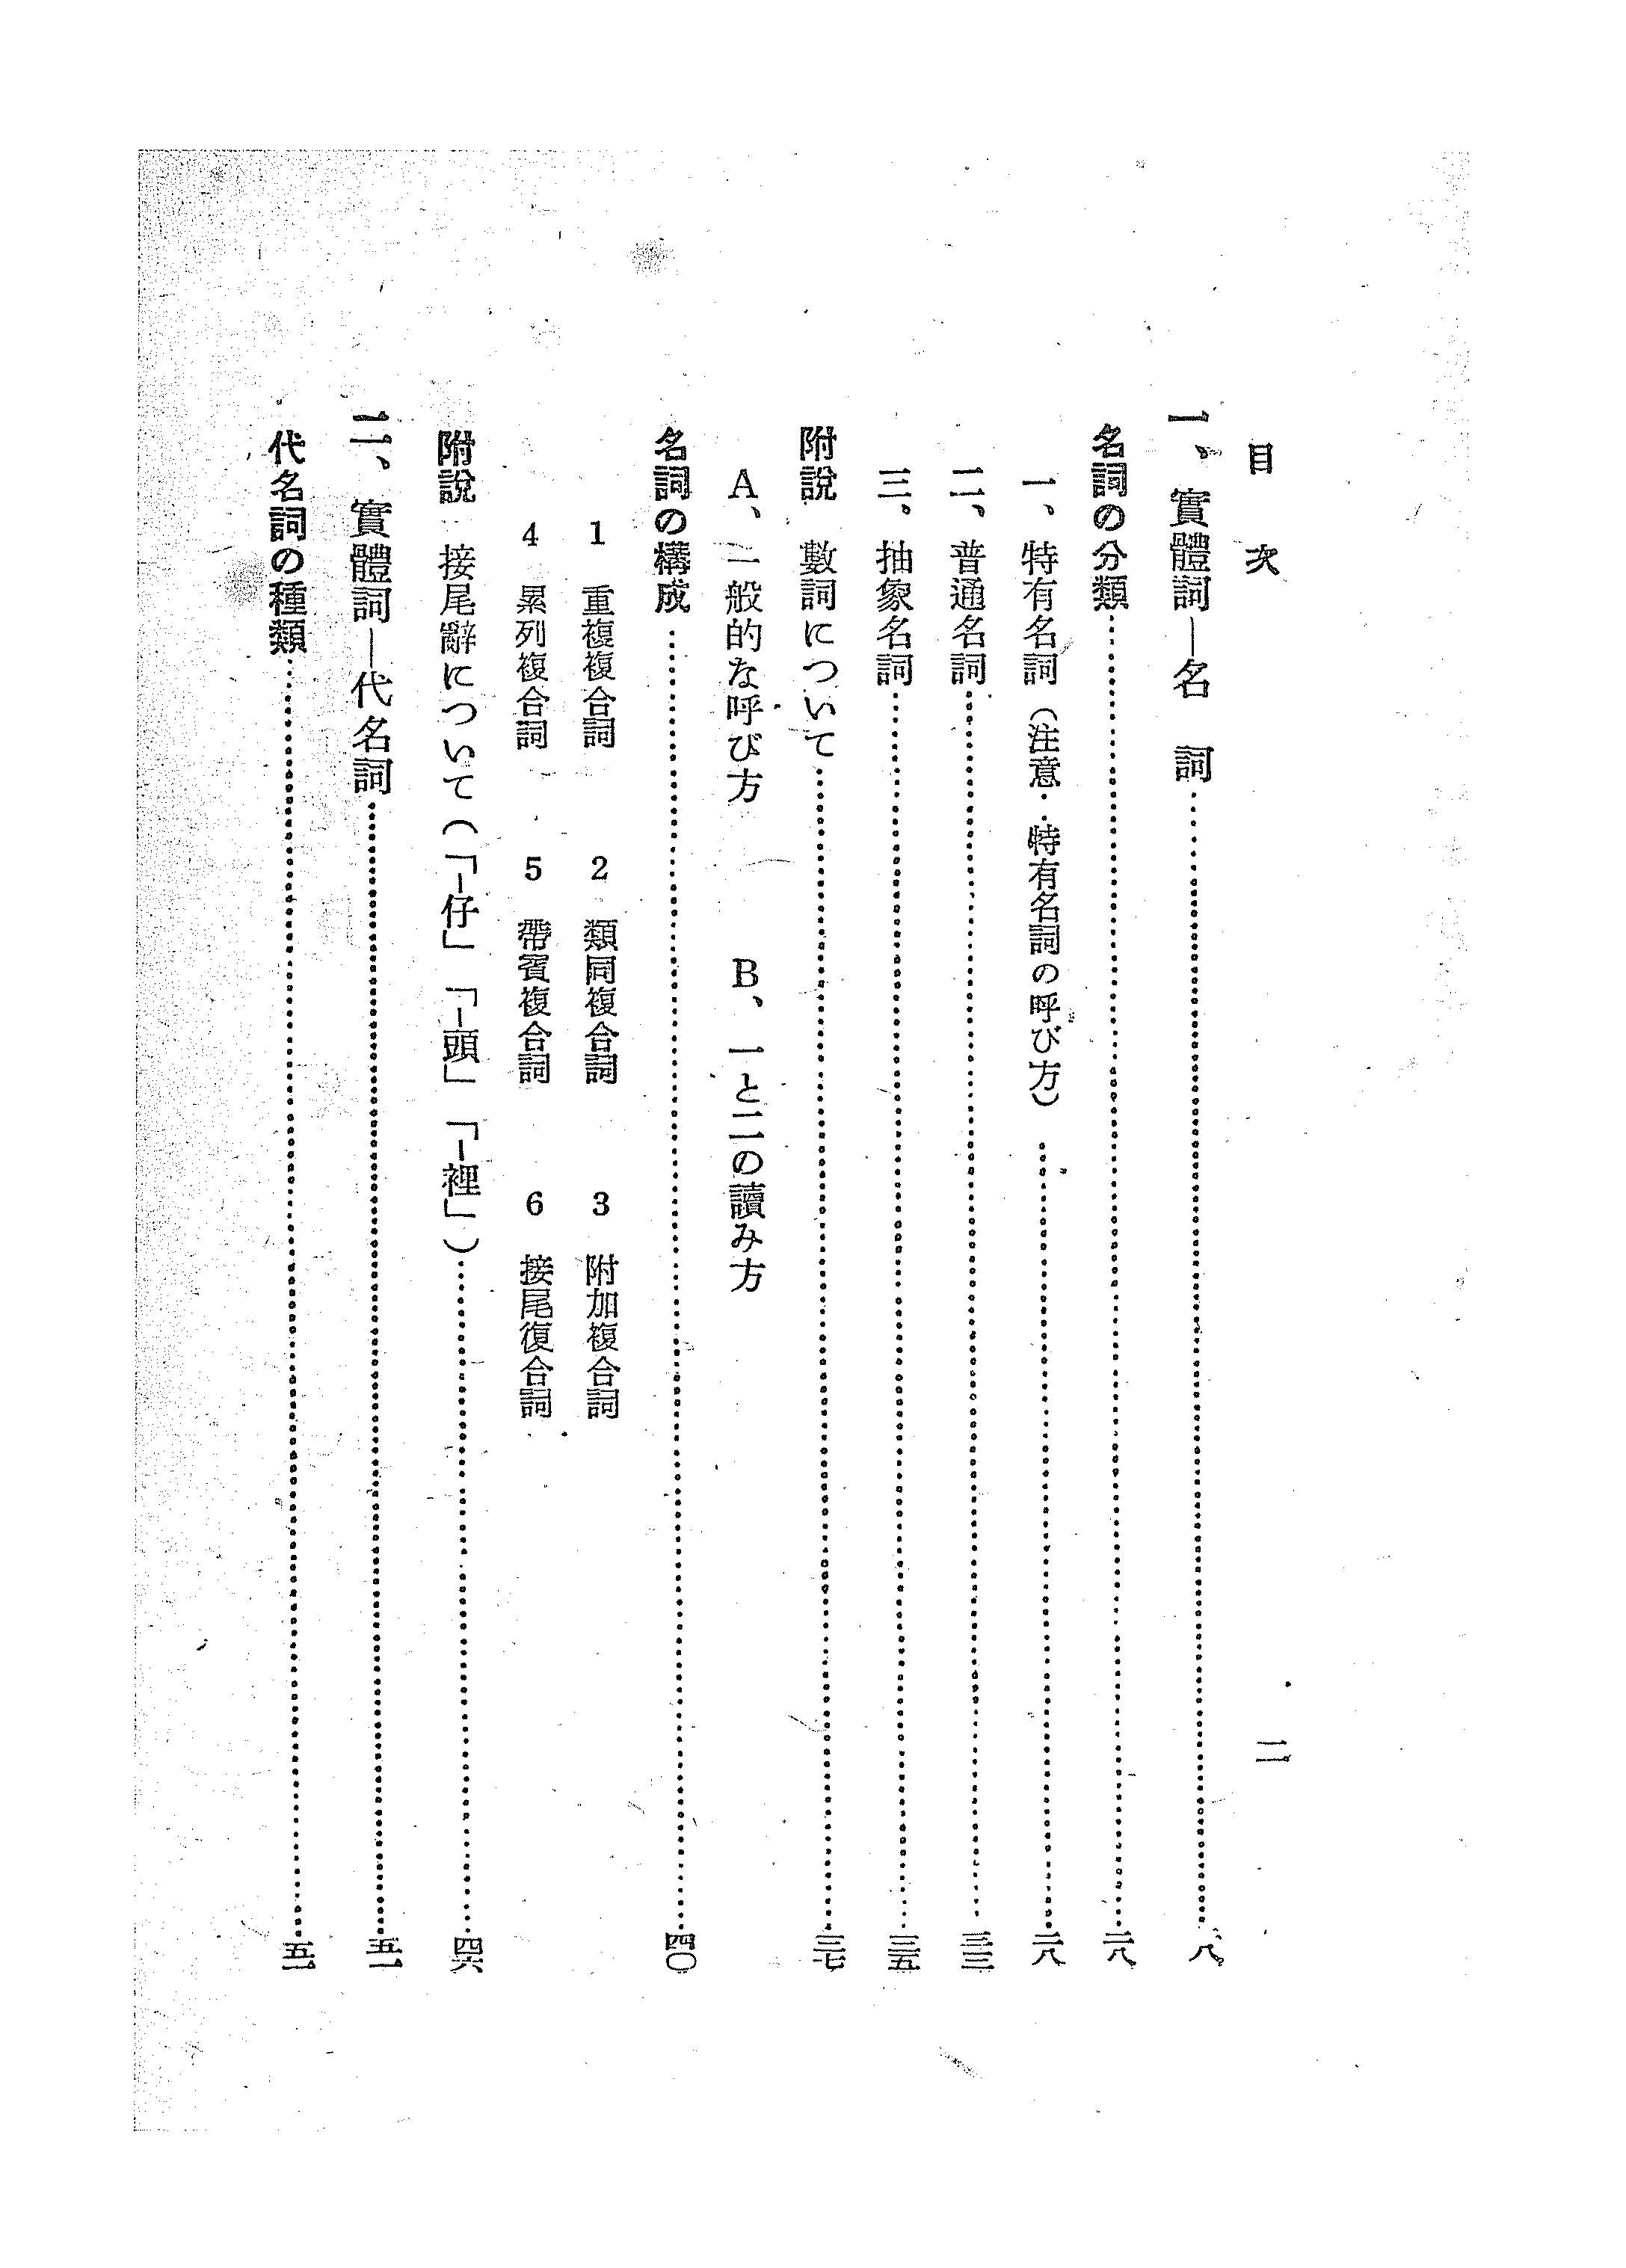 目次　二
一、實體詞―名　詞……八
名詞の分類……二八
一、特有名詞（注意・特有名詞の呼び方）……二八
二、普通名詞……三三
三、抽象名詞……三五
附說　數詞について……三七
A、一般的な呼び方　B、一と二の讀み方
名詞の構成……四〇
1　重複複合詞　2　類同複合詞　3　附加複合詞
4　累列複合詞　5　帶賓複合詞　6　接尾復合詞
附說　接尾辭について（「―仔」「―頭」「―裡」）……四六
二、實體詞―代名詞……五一
代名詞の種類……五一